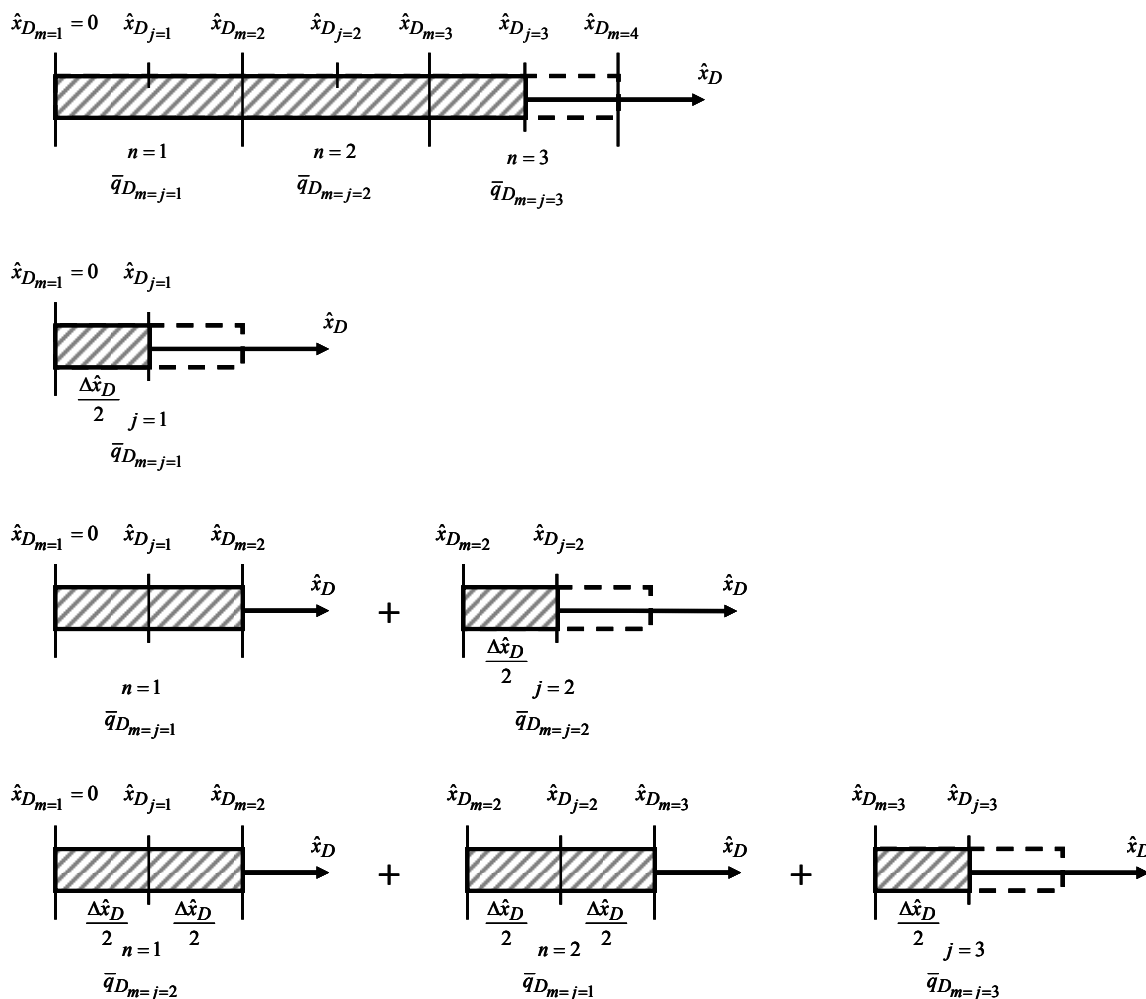 x̂_{D_{m=1}} = 0 x̂_{D_{j=1}} x̂_{D_{m=2}} x̂_{D_{j=2}} x̂_{D_{m=3}} x̂_{D_{j=3}} x̂_{D_{m=4}}
x̂_D
n = 1 n = 2 n = 3
q̄_{D_{m=j=1}} q̄_{D_{m=j=2}} q̄_{D_{m=j=3}}
x̂_{D_{m=1}} = 0 x̂_{D_{j=1}}
x̂_D
Δx̂_D/2
j = 1
q̄_{D_{m=j=1}}
x̂_{D_{m=1}} = 0 x̂_{D_{j=1}} x̂_{D_{m=2}} x̂_{D_{m=2}} x̂_{D_{j=2}}
x̂_D + x̂_D
Δx̂_D/2
n = 1 j = 2
q̄_{D_{m=j=1}} q̄_{D_{m=j=2}}
x̂_{D_{m=1}} = 0 x̂_{D_{j=1}} x̂_{D_{m=2}} x̂_{D_{m=2}} x̂_{D_{j=2}} x̂_{D_{m=3}} x̂_{D_{m=3}} x̂_{D_{j=3}}
x̂_D + x̂_D + x̂_D
Δx̂_D/2 Δx̂_D/2 Δx̂_D/2 Δx̂_D/2 Δx̂_D/2
n = 1 n = 2 j = 3
q̄_{D_{m=j=2}} q̄_{D_{m=j=1}} q̄_{D_{m=j=3}}